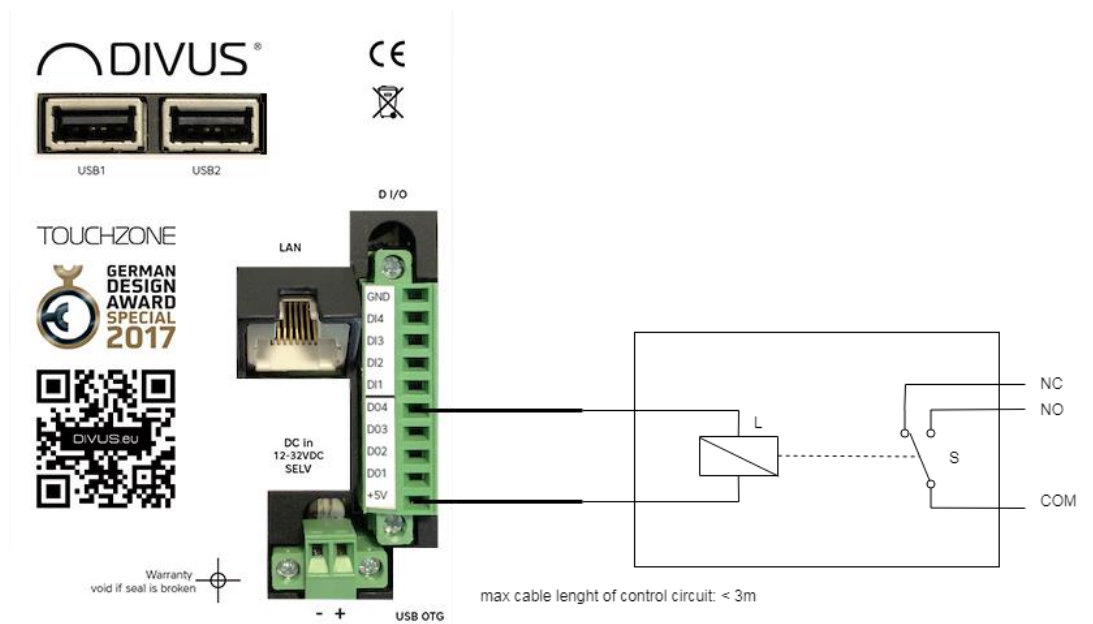 DIVUS®
CE
USB1
USB2
D I/O
TOUCHZONE
GERMAN
DESIGN
AWARD
SPECIAL
2017
LAN
GND
DI4
DI3
DI2
DI1
DO4
DO3
DO2
DO1
+5V
DIVUS.eu
DC in
12-32VDC
SELV
Warranty
void if seal is broken
- +
USB OTG
L
S
NC
NO
COM
max cable lenght of control circuit: < 3m